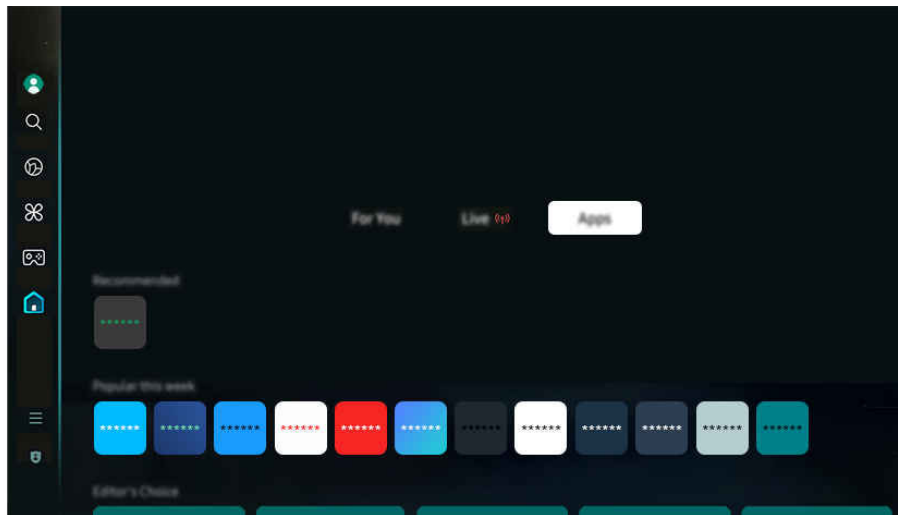 For You Live Apps
Recommended
******
Popular this week
****** ****** ****** ****** ****** ****** ****** ****** ****** ****** ****** ******
Editor's Choice